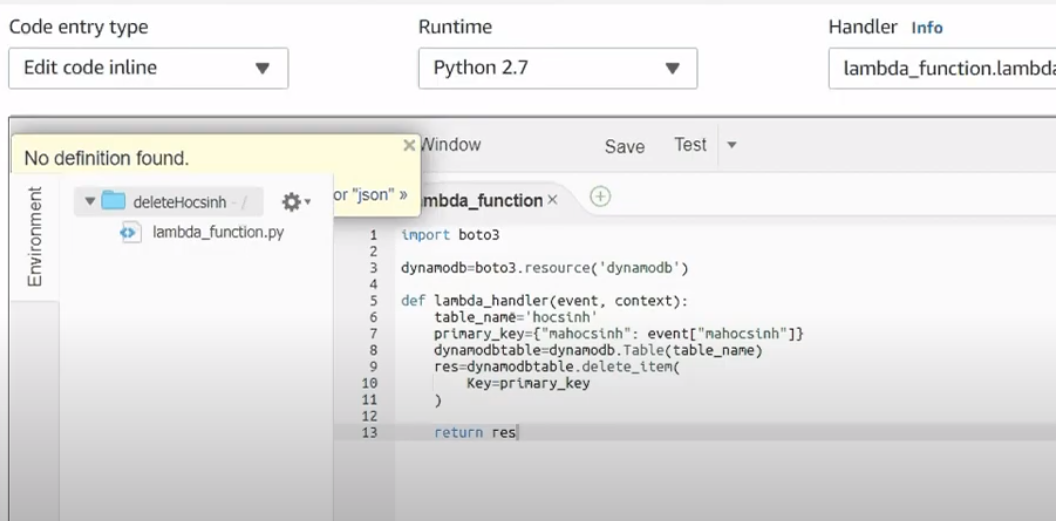 Code entry type
Runtime
Handler Info
Edit code inline
Python 2.7
lambda_function.lambda
No definition found.
or "json" »
Window
Save
Test
Environment
deleteHocsinh - /
lambda_function.py
mbda_function
1 import boto3
2
3 dynamodb=boto3.resource('dynamodb')
4
5 def lambda_handler(event, context):
6 table_name='hocsinh'
7 primary_key={"mahocsinh": event["mahocsinh"]}
8 dynamodbtable=dynamodb.Table(table_name)
9 res=dynamodbtable.delete_item(
10 Key=primary_key
11 )
12
13 return res